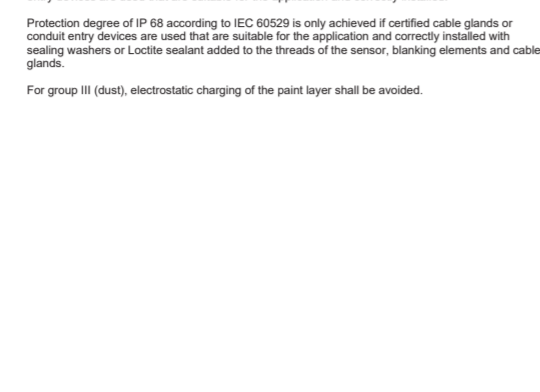 Protection degree of IP 68 according to IEC 60529 is only achieved if certified cable glands or
conduit entry devices are used that are suitable for the application and correctly installed with
sealing washers or Loctite sealant added to the threads of the sensor, blanking elements and cable
glands.
For group III (dust), electrostatic charging of the paint layer shall be avoided.